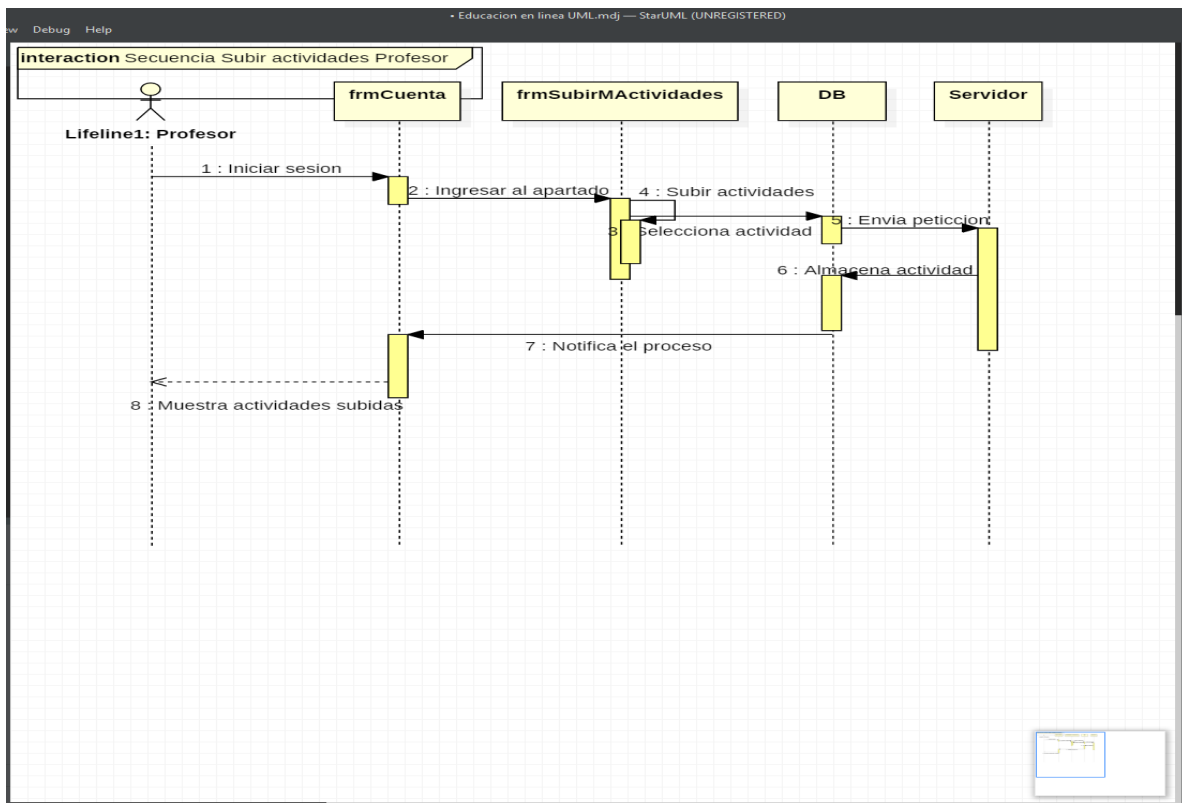 • Educacion en linea UML.mdj — StarUML (UNREGISTERED)
ew Debug Help
interaction Secuencia Subir actividades Profesor
frmCuenta frmSubirMActividades DB Servidor
Lifeline1: Profesor
1 : Iniciar sesion
2 : Ingresar al apartado 4 : Subir actividades
3 : Selecciona actividad 5 : Envia peticcion
6 : Almacena actividad
7 : Notifica el proceso
8 : Muestra actividades subidas